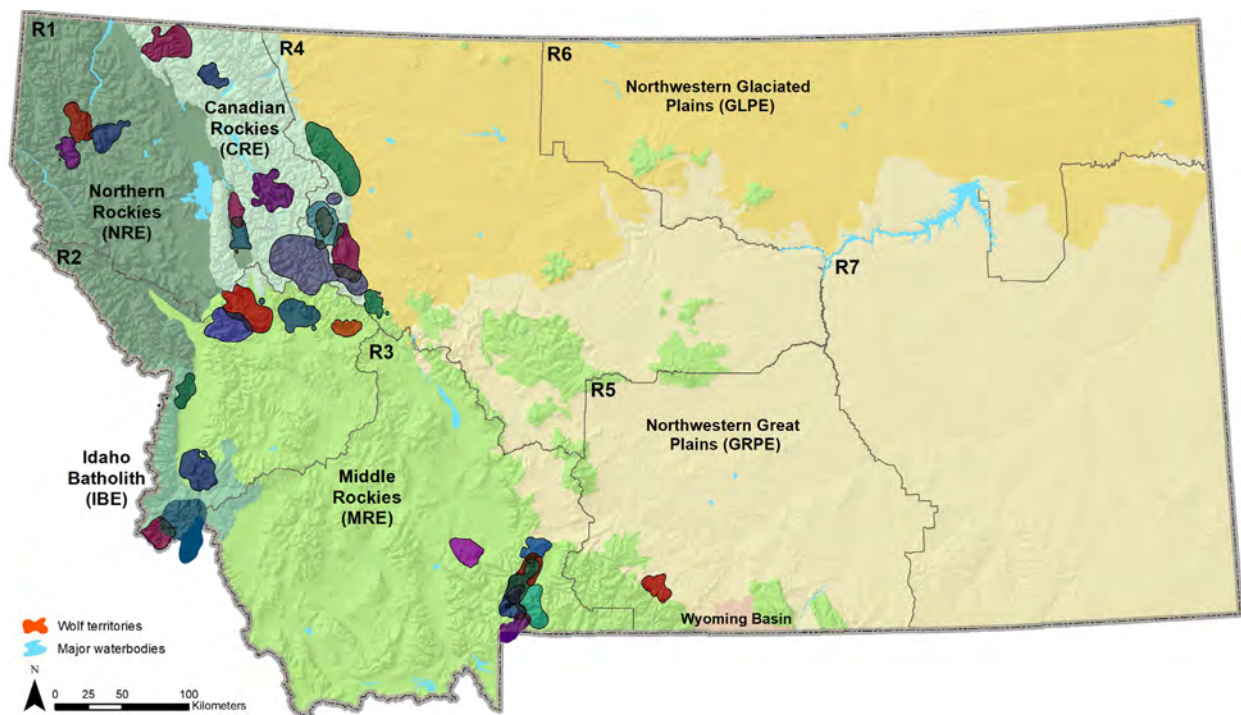 R1
R4
R6
Northwestern Glaciated
Plains (GLPE)
Canadian
Rockies
(CRE)
Northern
Rockies
(NRE)
R2
R7
R3
R5
Northwestern Great
Plains (GRPE)
Idaho
Batholith
(IBE)
Middle
Rockies
(MRE)
Wyoming Basin
Wolf territories
Major waterbodies
N
0 25 50 100
Kilometers